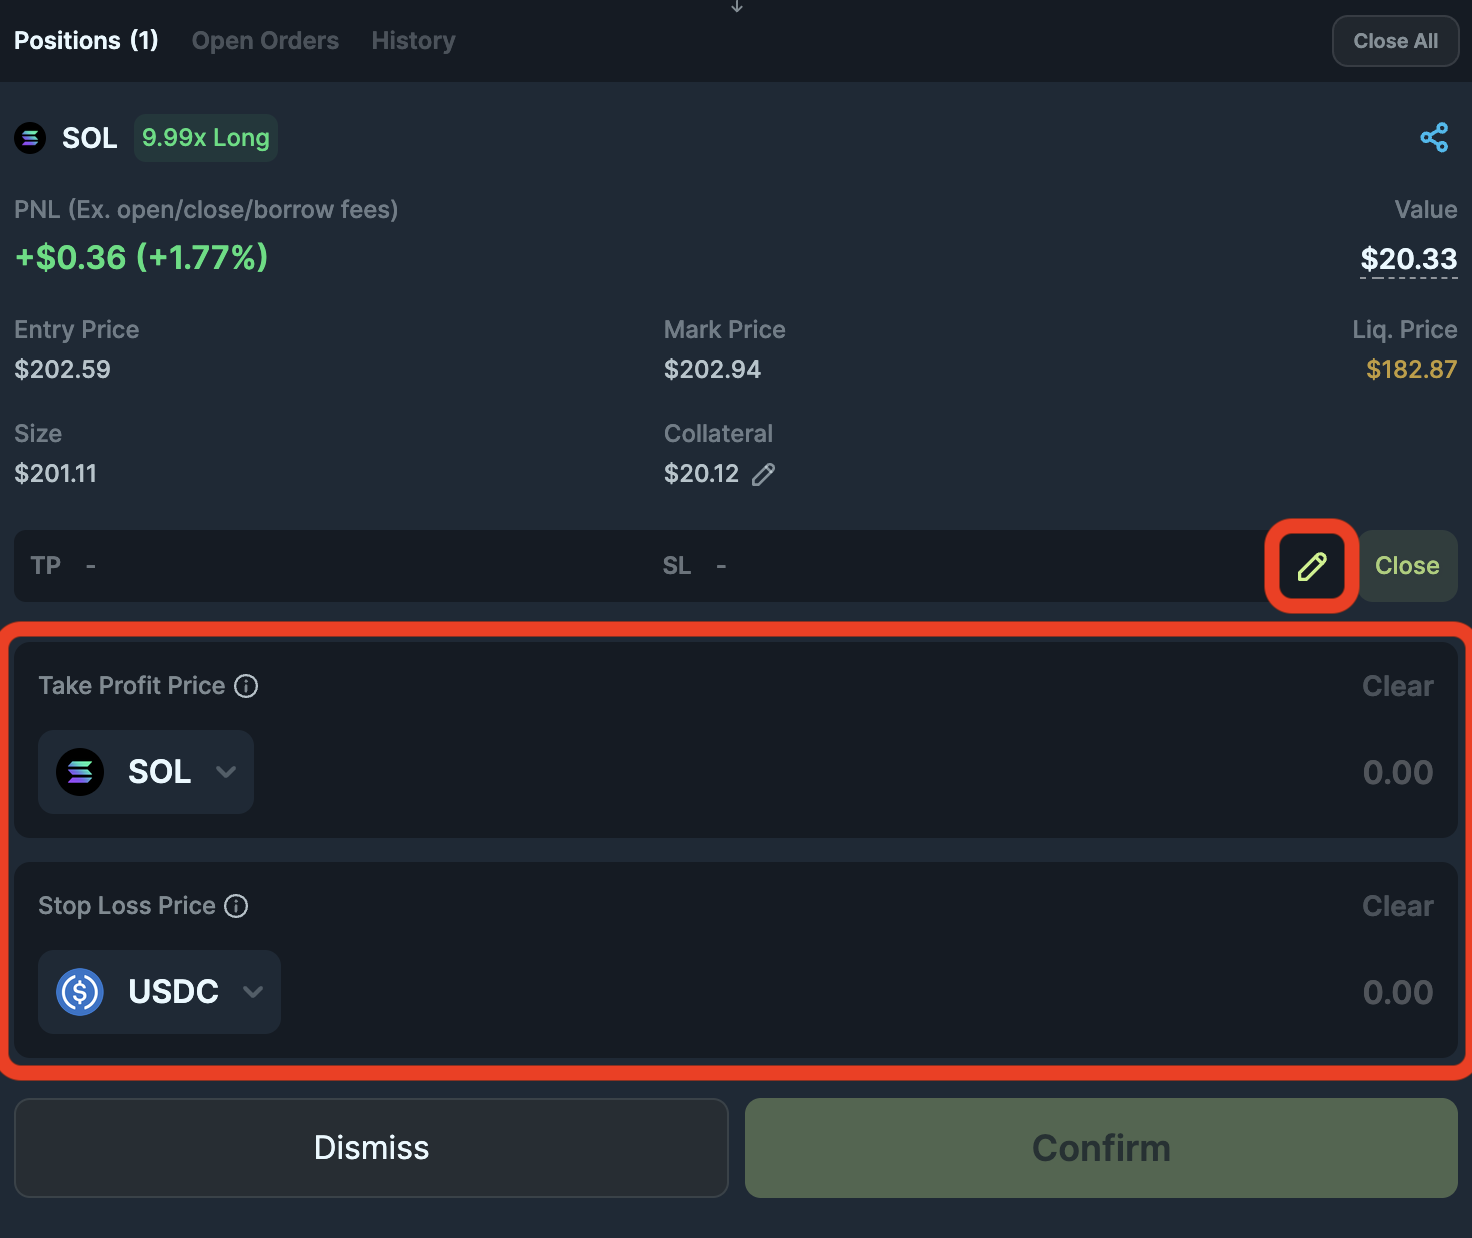 Positions (1) Open Orders History Close All
SOL 9.99x Long
PNL (Ex. open/close/borrow fees) Value
+$0.36 (+1.77%) $20.33
Entry Price Mark Price Liq. Price
$202.59 $202.94 $182.87
Size Collateral
$201.11 $20.12
TP - SL - Close
Take Profit Price Clear
SOL 0.00
Stop Loss Price Clear
USDC 0.00
Dismiss Confirm